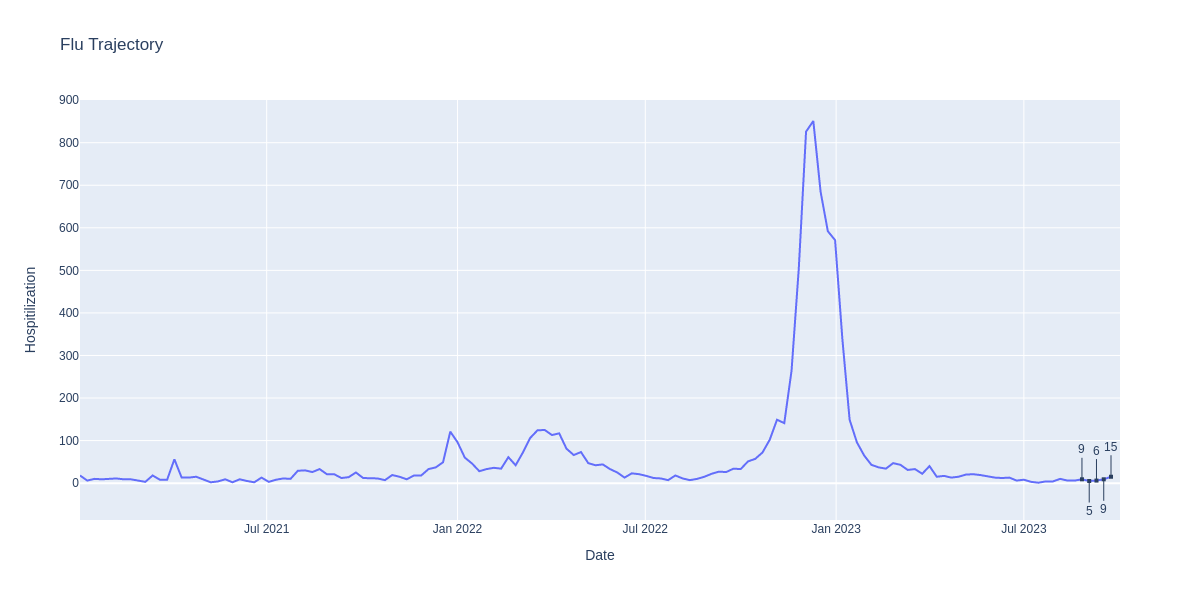 Flu Trajectory
900
800
700
600
500
400
300
200
100
0
Hospitilization
9
5
6
9
15
Jul 2021
Jan 2022
Jul 2022
Jan 2023
Jul 2023
Date